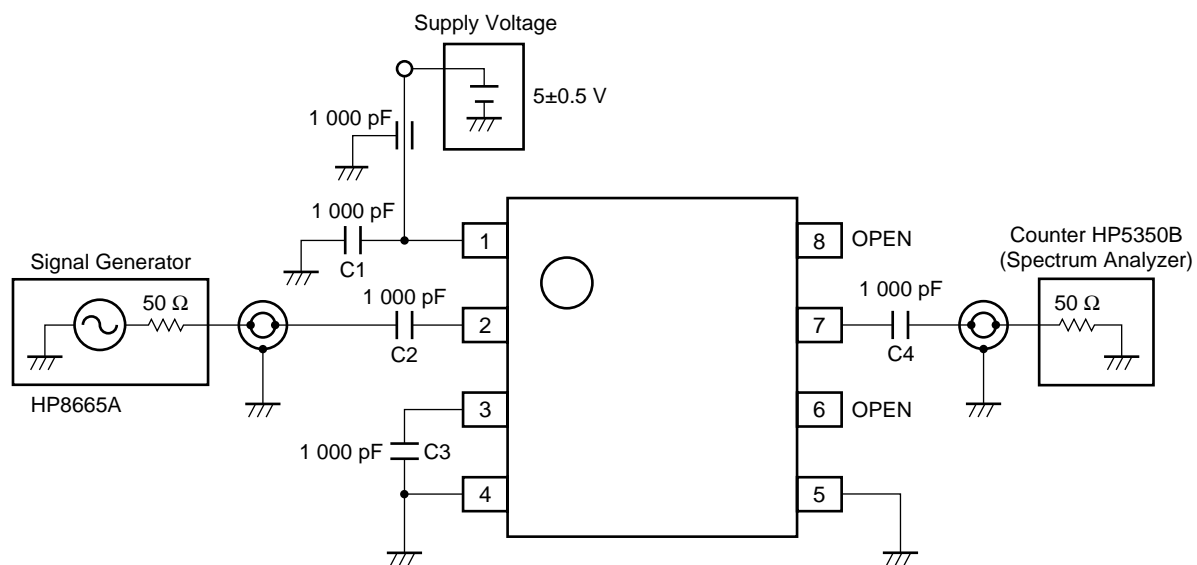 Supply Voltage
5±0.5 V
1 000 pF
1 000 pF
C1
1
8
OPEN
Signal Generator
50 Ω
HP8665A
1 000 pF
C2
2
7
1 000 pF
C4
Counter HP5350B
(Spectrum Analyzer)
50 Ω
3
6
OPEN
1 000 pF
C3
4
5